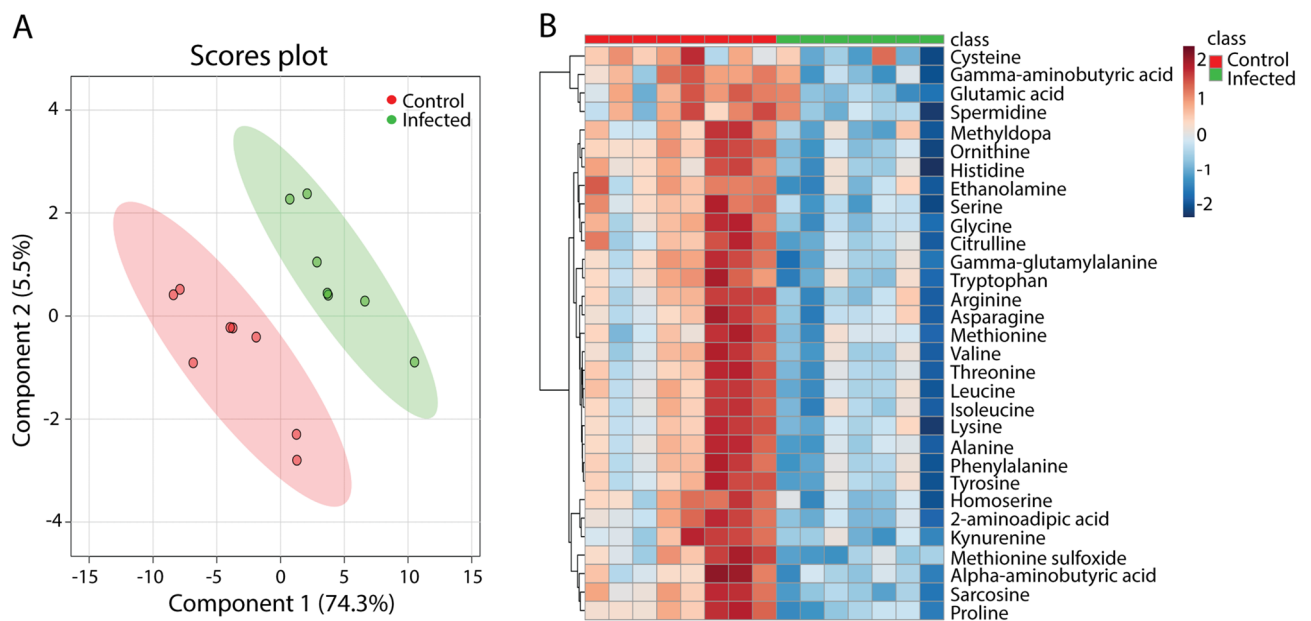 A
Scores plot
Control
Infected
4
2
0
-2
-4
Component 2 (5.5%)
-15 -10 -5 0 5 10 15
Component 1 (74.3%)
B
class
Cysteine
Gamma-aminobutyric acid
Glutamic acid
Spermidine
Methyldopa
Ornithine
Histidine
Ethanolamine
Serine
Glycine
Citrulline
Gamma-glutamylalanine
Tryptophan
Arginine
Asparagine
Methionine
Valine
Threonine
Leucine
Isoleucine
Lysine
Alanine
Phenylalanine
Tyrosine
Homoserine
2-aminoadipic acid
Kynurenine
Methionine sulfoxide
Alpha-aminobutyric acid
Sarcosine
Proline
2
1
0
-1
-2
class
Control
Infected